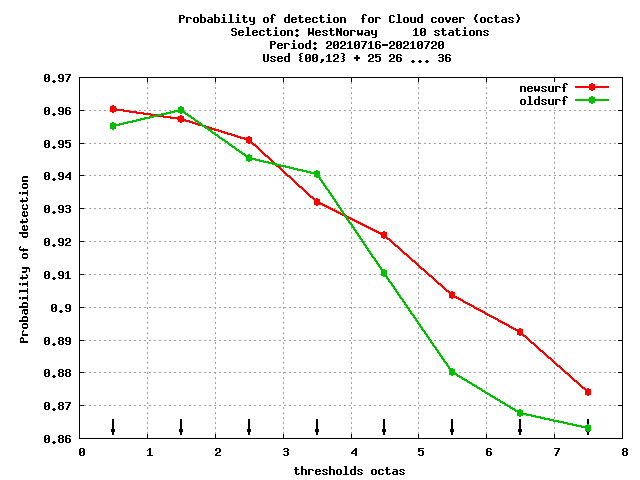 Probability of detection  for Cloud cover (octas)
Selection: WestNorway     10 stations
Period: 20210716-20210720
Used {00,12} + 25 26 ... 36
newsurf
oldsurf
Probability of detection
0.97
0.96
0.95
0.94
0.93
0.92
0.91
0.9
0.89
0.88
0.87
0.86
0 1 2 3 4 5 6 7 8
thresholds octas